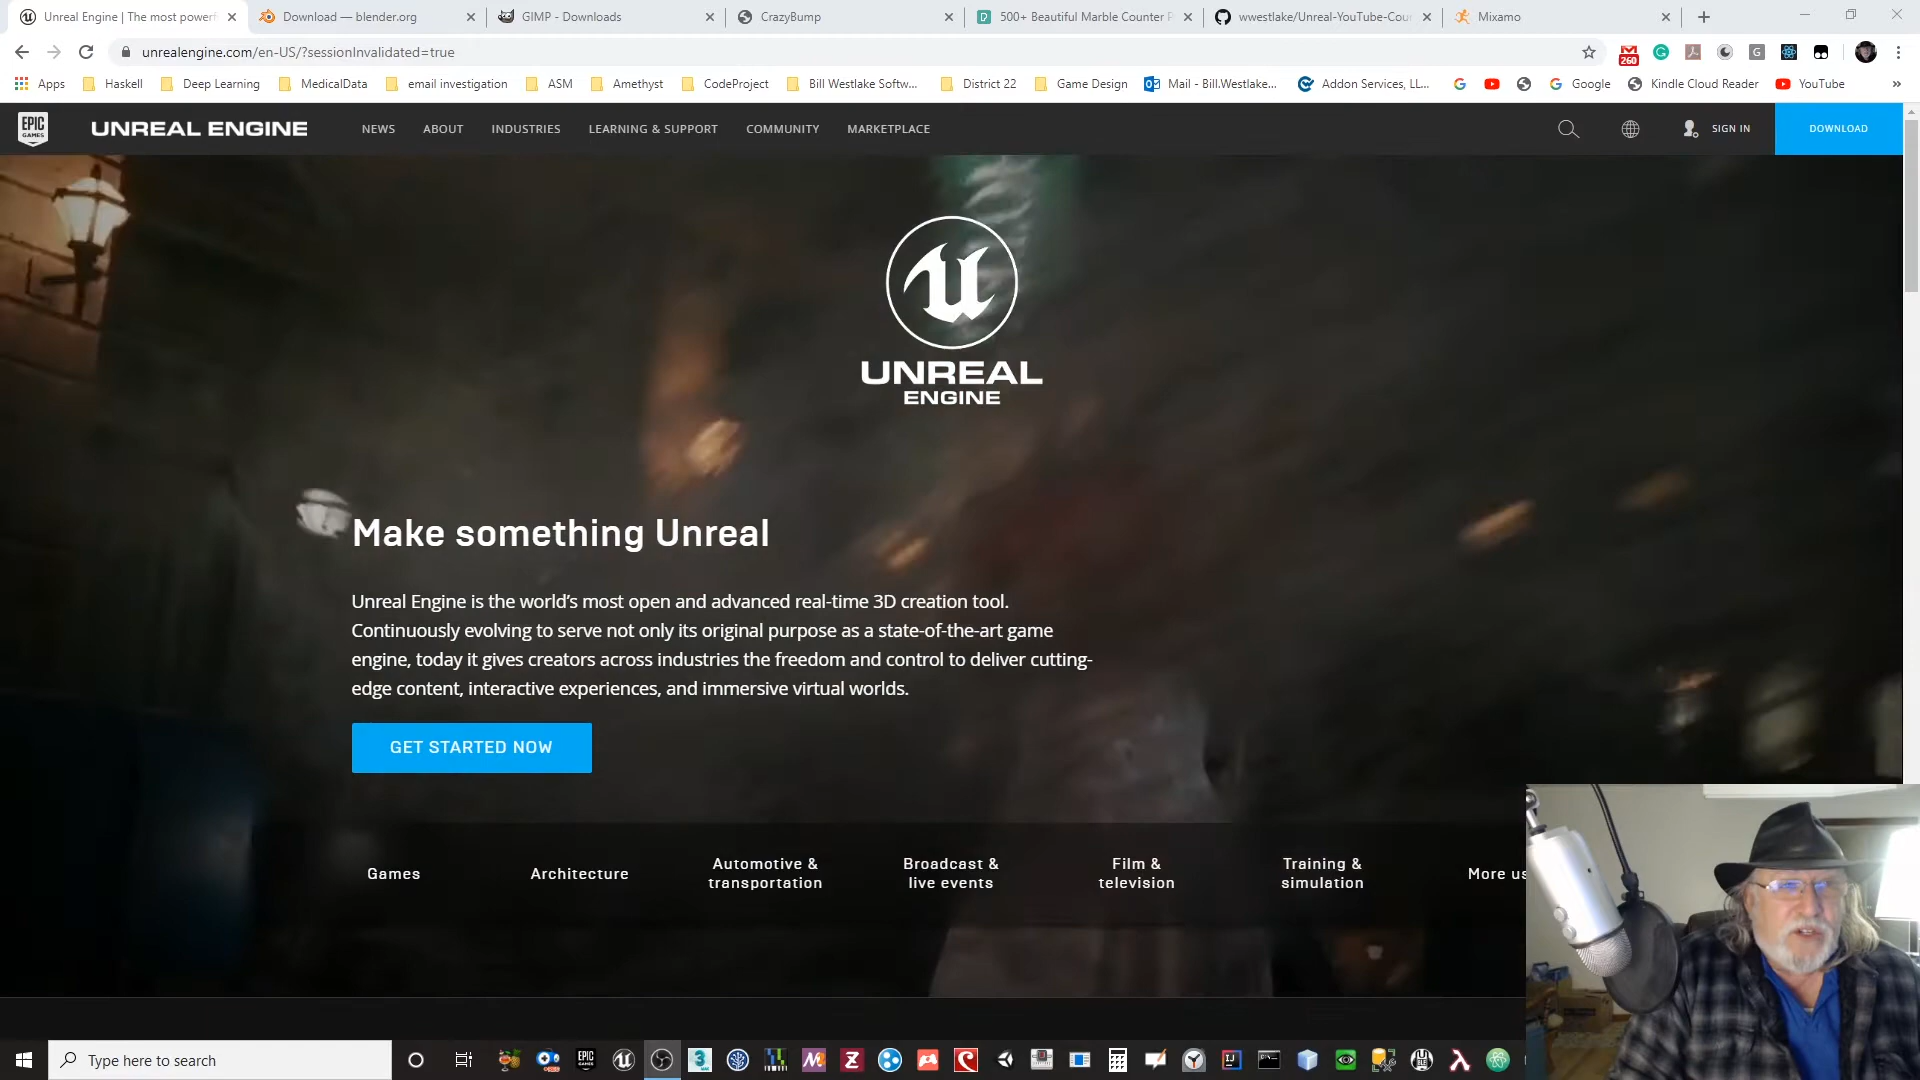 Unreal Engine | The most powerf
Download — blender.org
GIMP - Downloads
CrazyBump
500+ Beautiful Marble Counter P
wwestlake/Unreal-YouTube-Cou
Mixamo
unrealengine.com/en-US/?sessionInvalidated=true
260
Apps
Haskell
Deep Learning
MedicalData
email investigation
ASM
Amethyst
CodeProject
Bill Westlake Softw...
District 22
Game Design
Mail - Bill.Westlake...
Addon Services, LL...
Google
Kindle Cloud Reader
YouTube
EPIC GAMES
UNREAL ENGINE
NEWS
ABOUT
INDUSTRIES
LEARNING & SUPPORT
COMMUNITY
MARKETPLACE
SIGN IN
DOWNLOAD
UNREAL
ENGINE
Make something Unreal
Unreal Engine is the world's most open and advanced real-time 3D creation tool.
Continuously evolving to serve not only its original purpose as a state-of-the-art game
engine, today it gives creators across industries the freedom and control to deliver cutting-
edge content, interactive experiences, and immersive virtual worlds.
GET STARTED NOW
Games
Architecture
Automotive &
transportation
Broadcast &
live events
Film &
television
Training &
simulation
More us
Type here to search